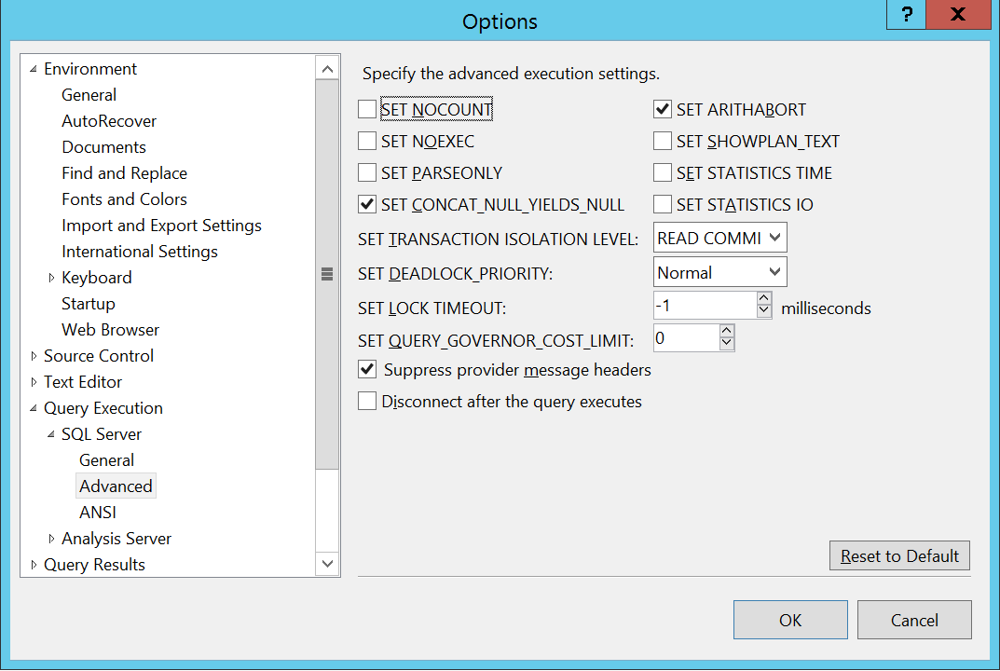 Options
?
X
Environment
General
AutoRecover
Documents
Find and Replace
Fonts and Colors
Import and Export Settings
International Settings
Keyboard
Startup
Web Browser
Source Control
Text Editor
Query Execution
SQL Server
General
Advanced
ANSI
Analysis Server
Query Results
Specify the advanced execution settings.
SET NOCOUNT
SET ARITHABORT
SET NOEXEC
SET SHOWPLAN_TEXT
SET PARSEONLY
SET STATISTICS TIME
SET CONCAT_NULL_YIELDS_NULL
SET STATISTICS IO
SET TRANSACTION ISOLATION LEVEL: READ COMMI
SET DEADLOCK_PRIORITY: Normal
SET LOCK TIMEOUT: -1 milliseconds
SET QUERY_GOVERNOR_COST_LIMIT: 0
Suppress provider message headers
Disconnect after the query executes
Reset to Default
OK
Cancel